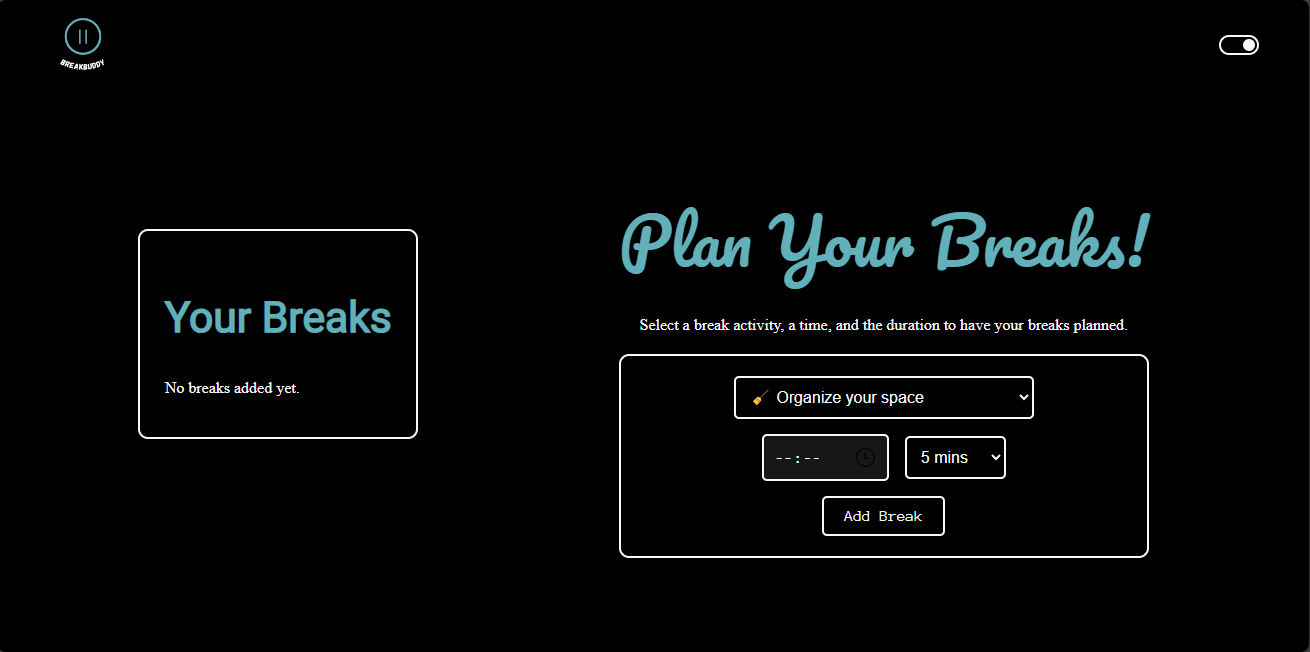 BREAKBUDDY
Your Breaks
No breaks added yet.
Plan Your Breaks!
Select a break activity, a time, and the duration to have your breaks planned.
🧹 Organize your space
--:--
5 mins
Add Break